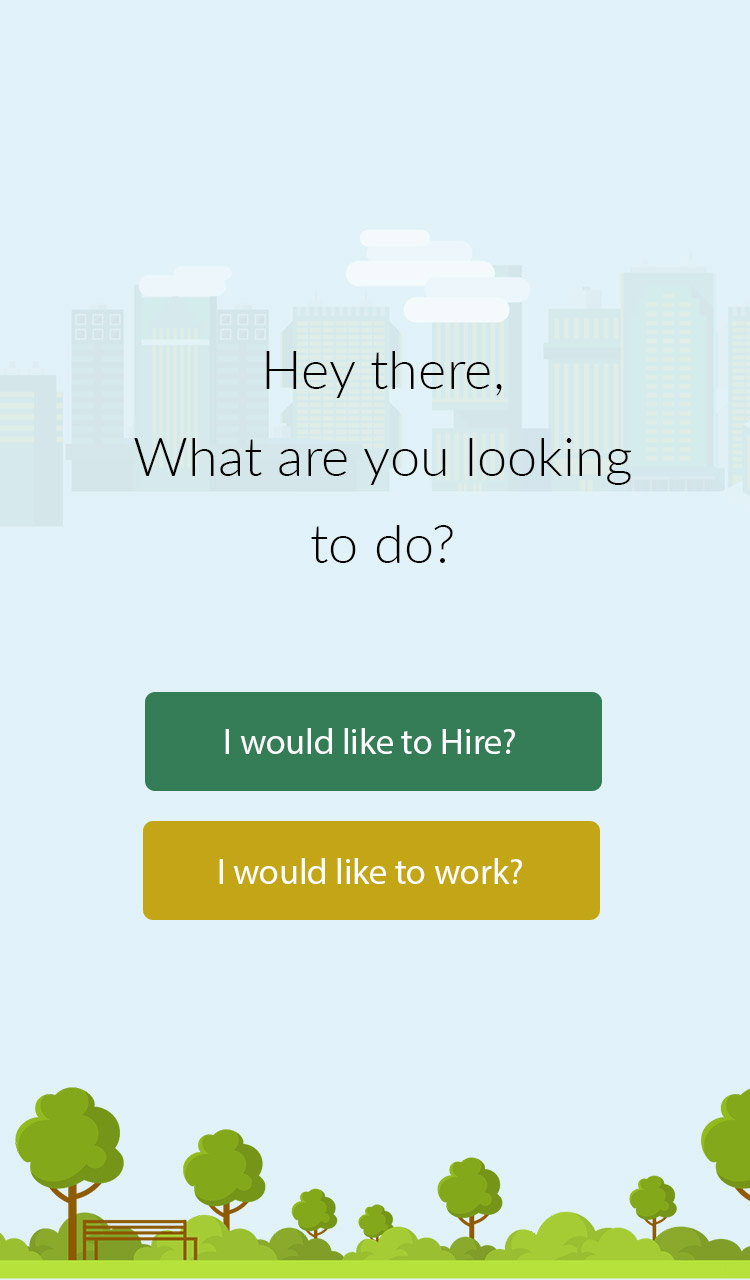 Hey there,
What are you looking
to do?
I would like to Hire?
I would like to work?